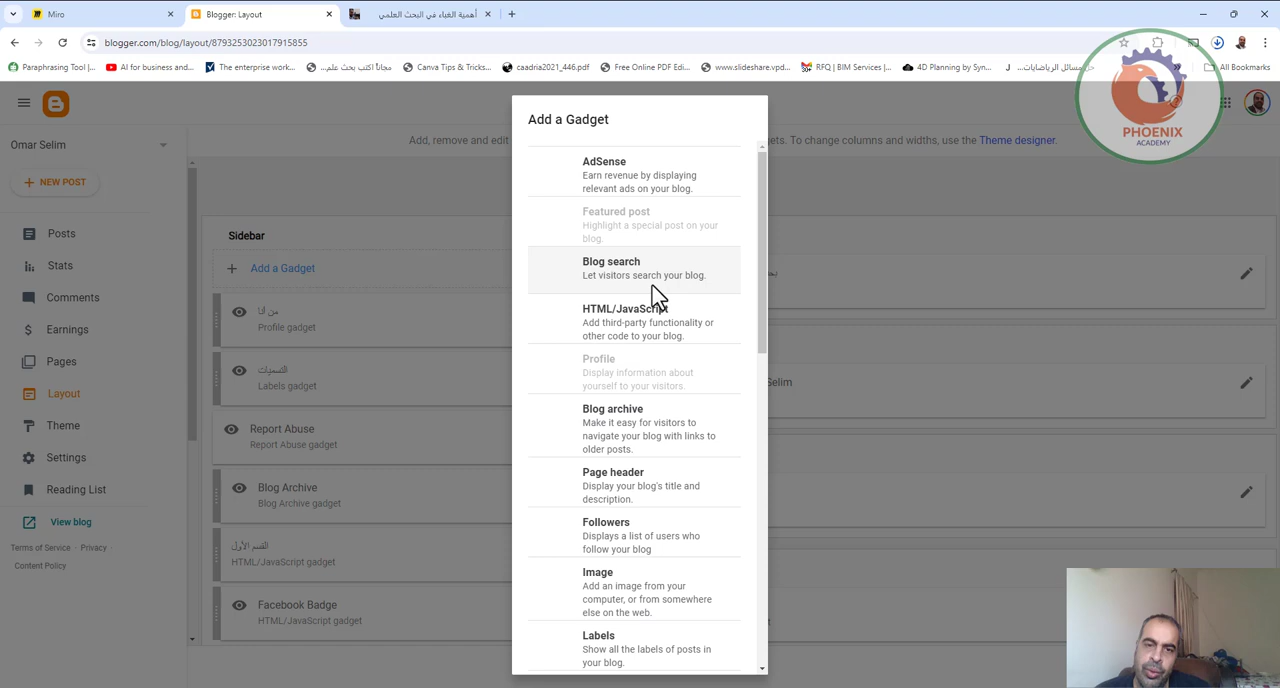 Miro
Blogger: Layout
أهمية الغباء في البحث العلمي
blogger.com/blog/layout/8793253023017915855
Paraphrasing Tool |...
AI for business and...
The enterprise work...
مجاناً اكتب بحث علم...
Canva Tips & Tricks...
caadria2021_446.pdf
Free Online PDF Edi...
www.slideshare.vpd...
RFQ | BIM Services |...
4D Planning by Syn...
حل مسائل الرياضيات...
All Bookmarks
PHOENIX
ACADEMY
Omar Selim
NEW POST
Posts
Stats
Comments
Earnings
Pages
Layout
Theme
Settings
Reading List
View blog
Terms of Service · Privacy ·
Content Policy
Add, remove and edit
ets. To change columns and widths, use the Theme designer.
Sidebar
Add a Gadget
من أنا
Profile gadget
التسميات
Labels gadget
Report Abuse
Report Abuse gadget
Blog Archive
Blog Archive gadget
القسم الأول
HTML/JavaScript gadget
Facebook Badge
HTML/JavaScript gadget
Add a Gadget
AdSense
Earn revenue by displaying
relevant ads on your blog.
Featured post
Highlight a special post on your
blog.
Blog search
Let visitors search your blog.
HTML/JavaScript
Add third-party functionality or
other code to your blog.
Profile
Display information about
yourself to your visitors.
Blog archive
Make it easy for visitors to
navigate your blog with links to
older posts.
Page header
Display your blog's title and
description.
Followers
Displays a list of users who
follow your blog
Image
Add an image from your
computer, or from somewhere
else on the web.
Labels
Show all the labels of posts in
your blog.
Selim